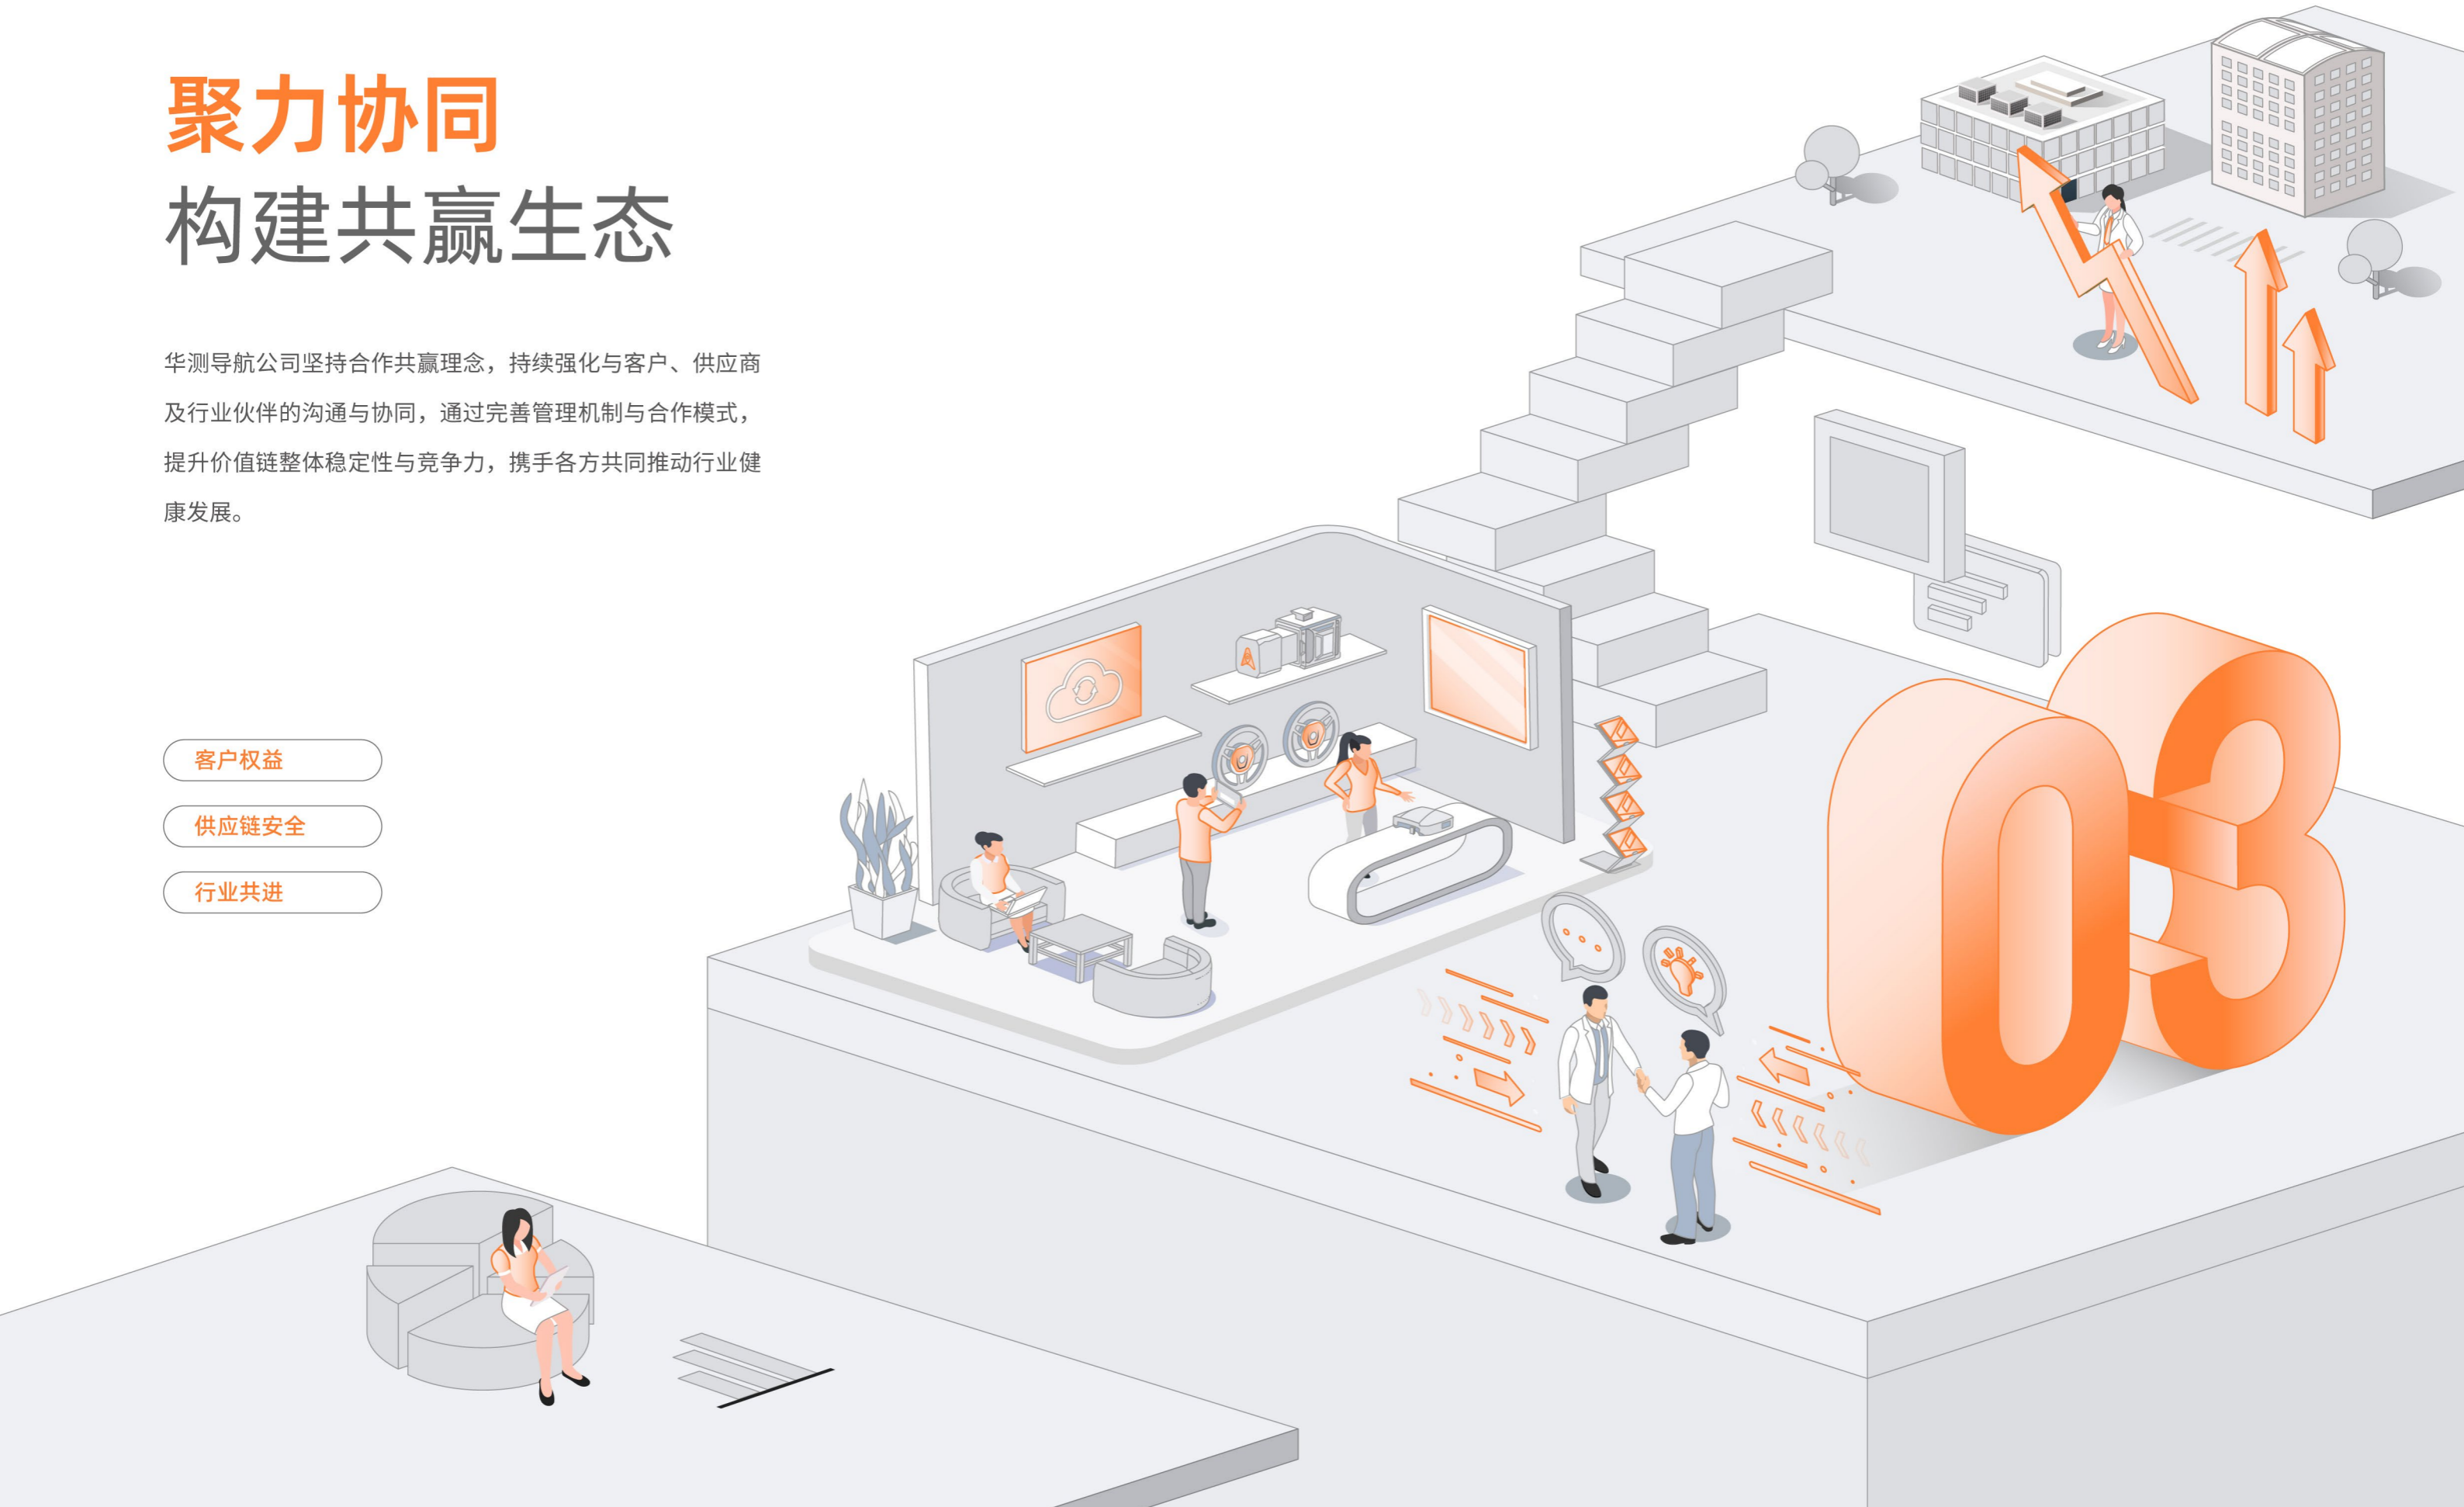 聚力协同
构建共赢生态
华测导航公司坚持合作共赢理念，持续强化与客户、供应商
及行业伙伴的沟通与协同，通过完善管理机制与合作模式，
提升价值链整体稳定性与竞争力，携手各方共同推动行业健
康发展。
客户权益
供应链安全
行业共进
03